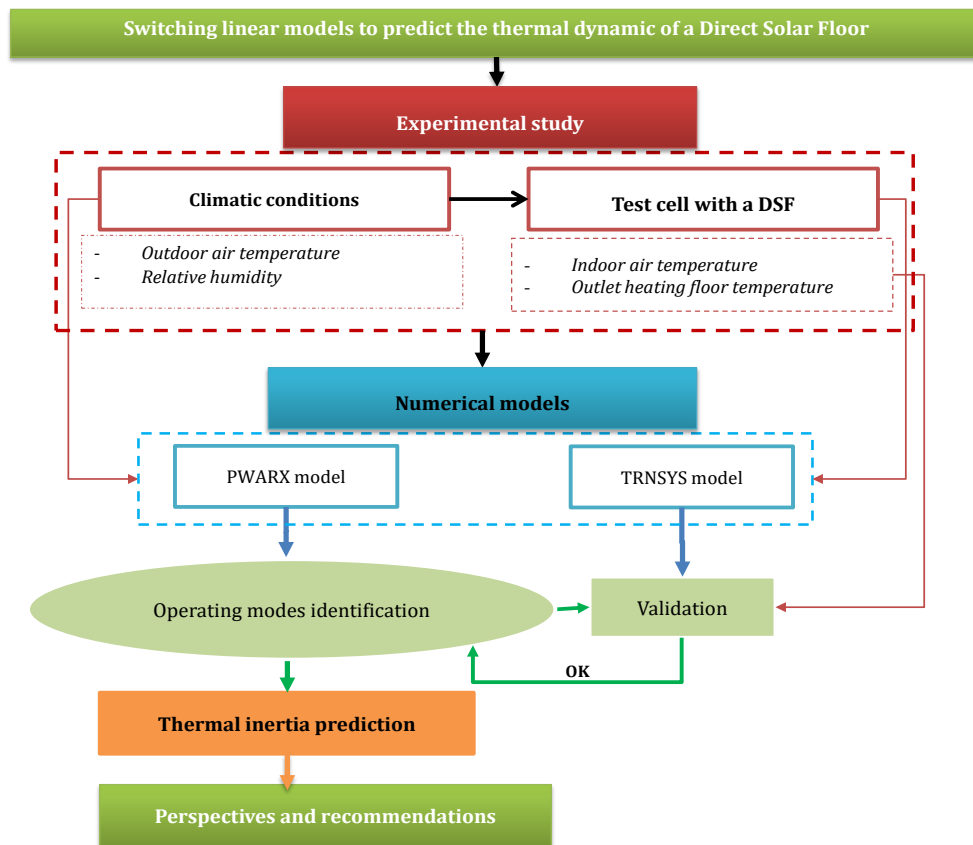 Switching linear models to predict the thermal dynamic of a Direct Solar Floor
Experimental study
Climatic conditions
Test cell with a DSF
- Outdoor air temperature
- Relative humidity
- Indoor air temperature
- Outlet heating floor temperature
Numerical models
PWARX model
TRNSYS model
Operating modes identification
Validation
OK
Thermal inertia prediction
Perspectives and recommendations